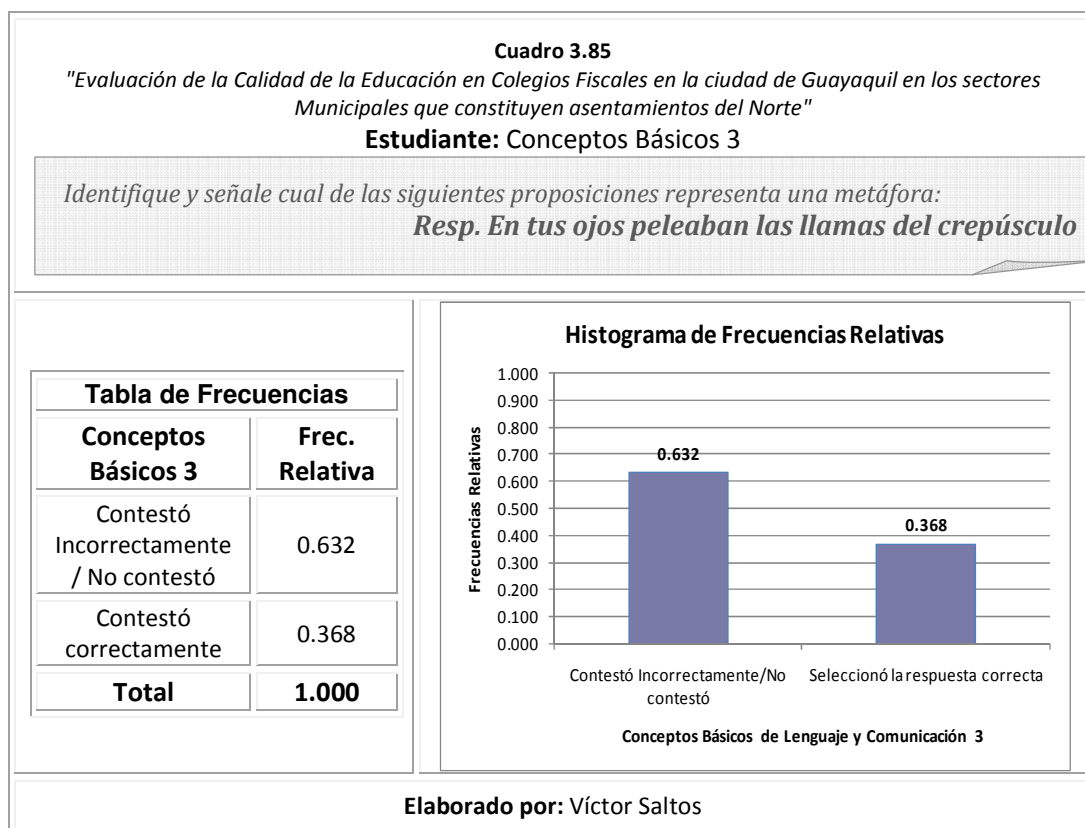 Cuadro 3.85
"Evaluación de la Calidad de la Educación en Colegios Fiscales en la ciudad de Guayaquil en los sectores
Municipales que constituyen asentamientos del Norte"
Estudiante: Conceptos Básicos 3
Identifique y señale cual de las siguientes proposiciones representa una metáfora:
Resp. En tus ojos peleaban las llamas del crepúsculo
Tabla de Frecuencias
Conceptos
Básicos 3
Frec.
Relativa
Contestó
Incorrectamente
/ No contestó
0.632
Contestó
correctamente
0.368
Total
1.000
Histograma de Frecuencias Relativas
Frecuencias Relativas
1.000
0.900
0.800
0.700
0.600
0.500
0.400
0.300
0.200
0.100
0.000
0.632
0.368
Contestó Incorrectamente/No
contestó
Seleccionó la respuesta correcta
Conceptos Básicos de Lenguaje y Comunicación 3
Elaborado por: Víctor Saltos